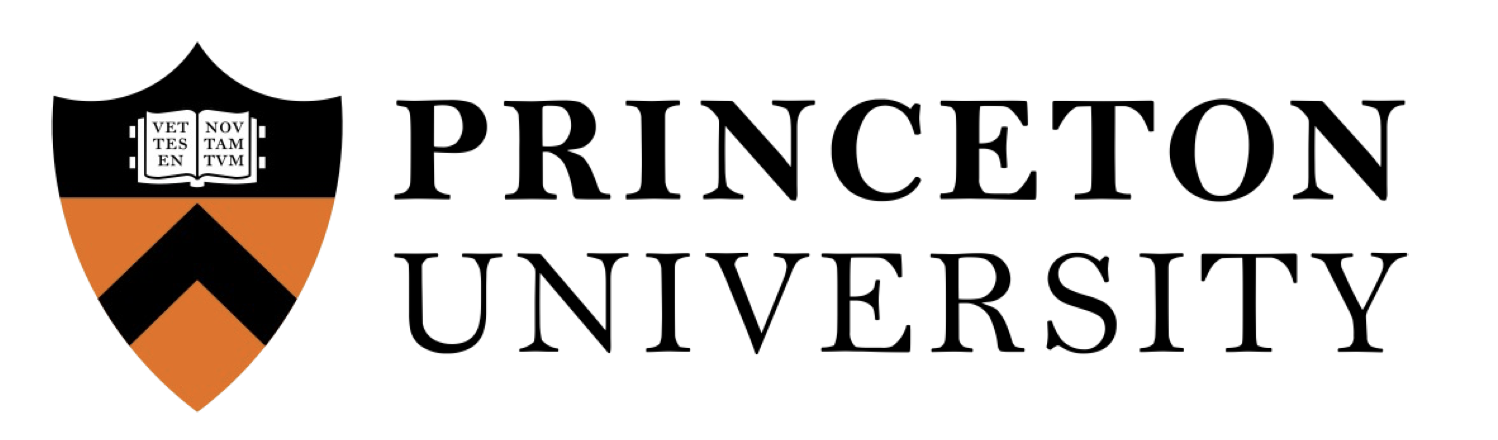 VET NOV
TES TAM
EN TVM
PRINCETON
UNIVERSITY